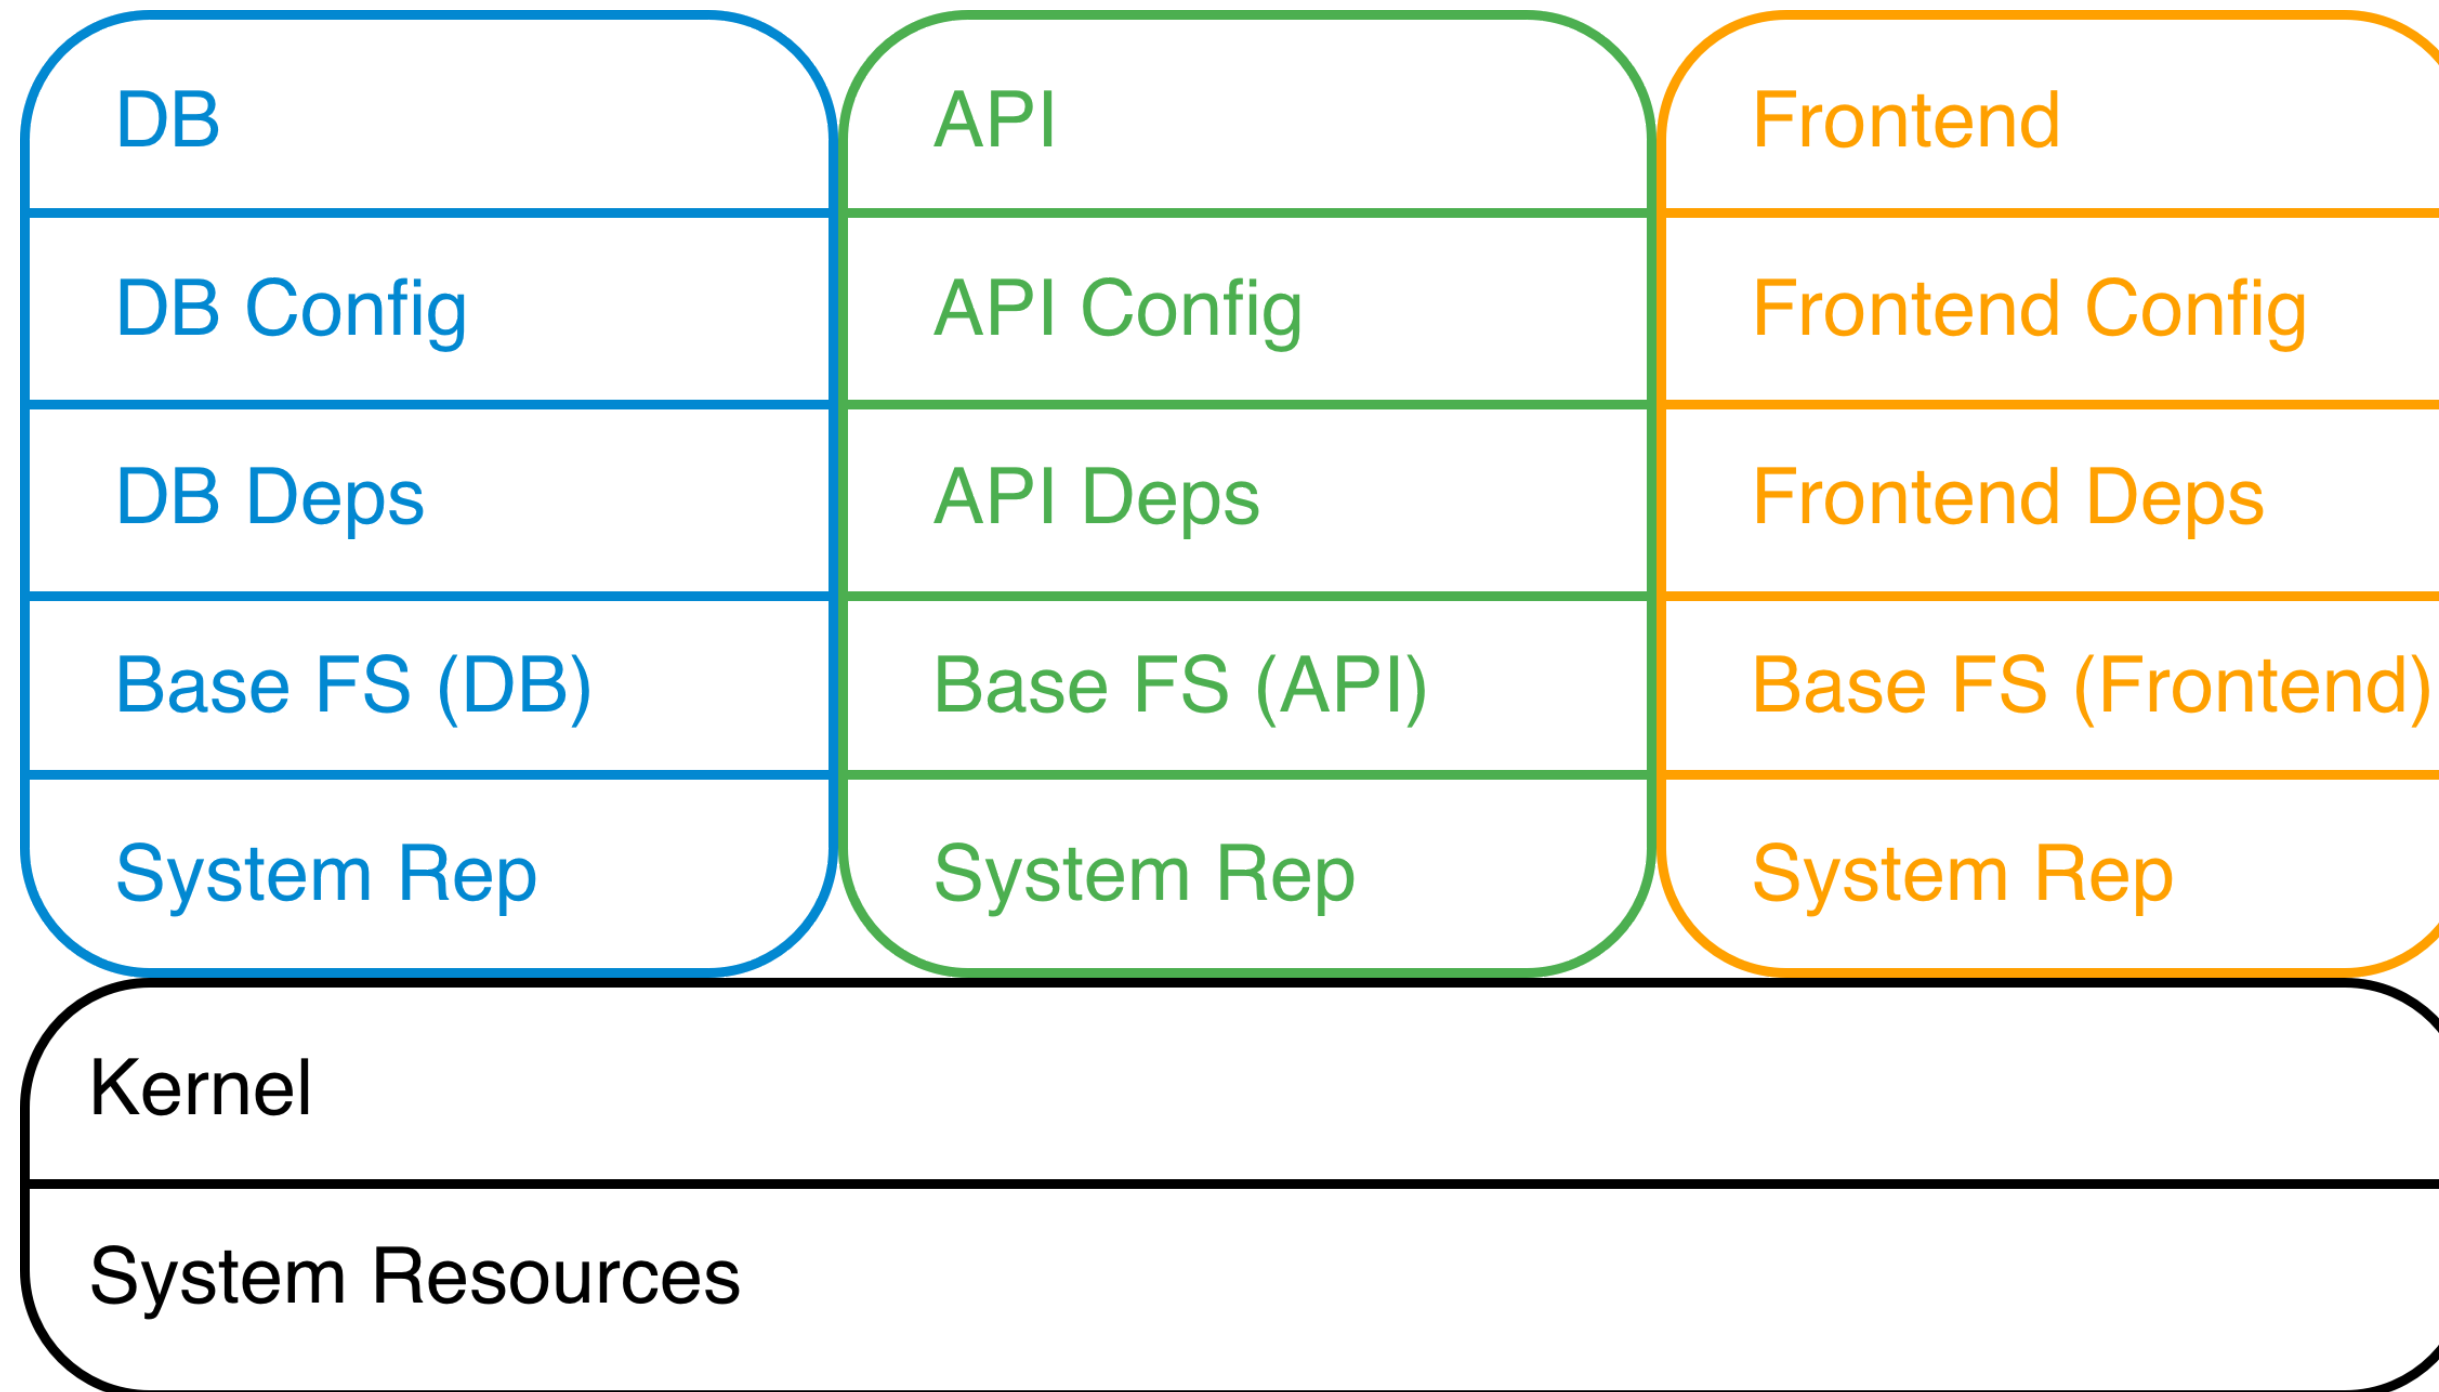 DB
API
Frontend
DB Config
API Config
Frontend Config
DB Deps
API Deps
Frontend Deps
Base FS (DB)
Base FS (API)
Base FS (Frontend)
System Rep
System Rep
System Rep
Kernel
System Resources